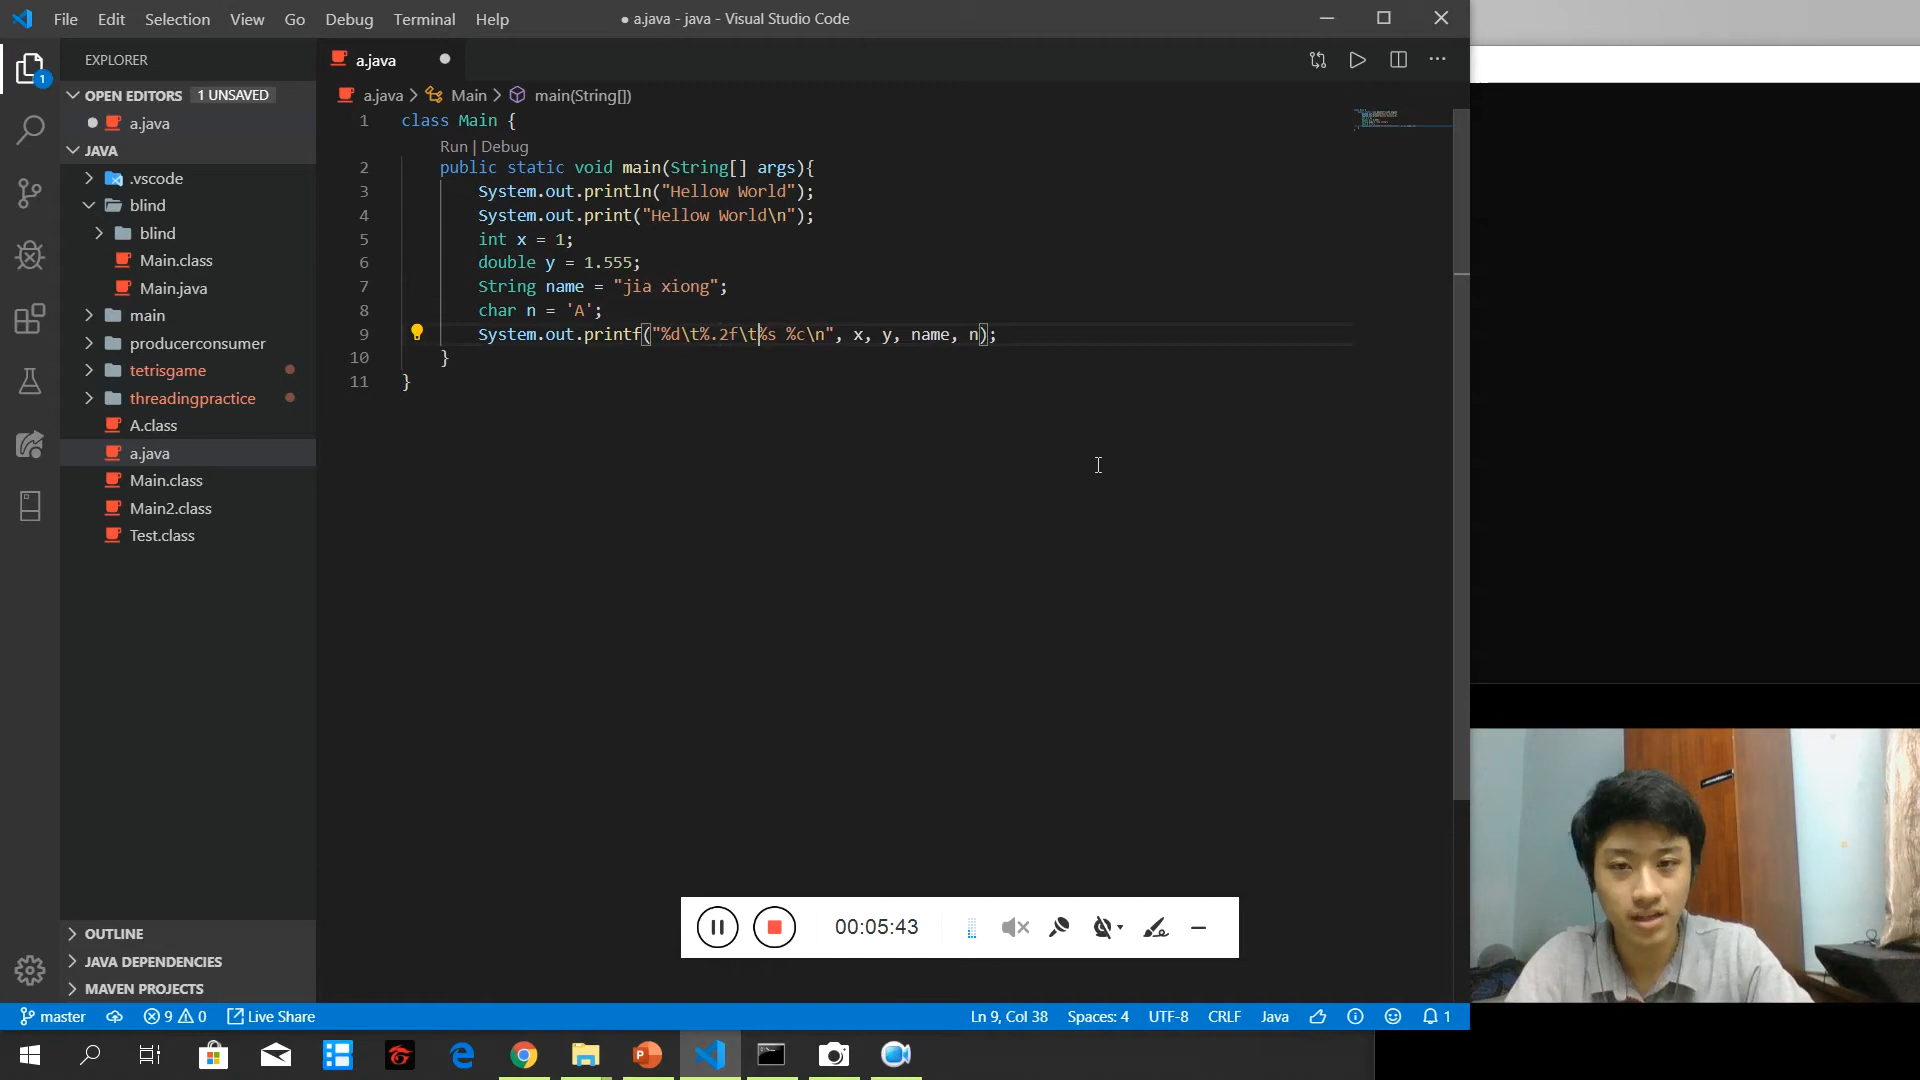 File Edit Selection View Go Debug Terminal Help
● a.java - java - Visual Studio Code
EXPLORER
OPEN EDITORS 1 UNSAVED
a.java
JAVA
.vscode
blind
blind
Main.class
Main.java
main
producerconsumer
tetrisgame
threadingpractice
A.class
a.java
Main.class
Main2.class
Test.class
OUTLINE
JAVA DEPENDENCIES
MAVEN PROJECTS
1
a.java
a.java > Main > main(String[])
1 class Main {
Run | Debug
2 public static void main(String[] args){
3 System.out.println("Hellow World");
4 System.out.print("Hellow World\n");
5 int x = 1;
6 double y = 1.555;
7 String name = "jia xiong";
8 char n = 'A';
9 System.out.printf("%d\t%.2f\t%s %c\n", x, y, name, n);
10 }
11 }
00:05:43
master 9 0 Live Share
Ln 9, Col 38 Spaces: 4 UTF-8 CRLF Java 1